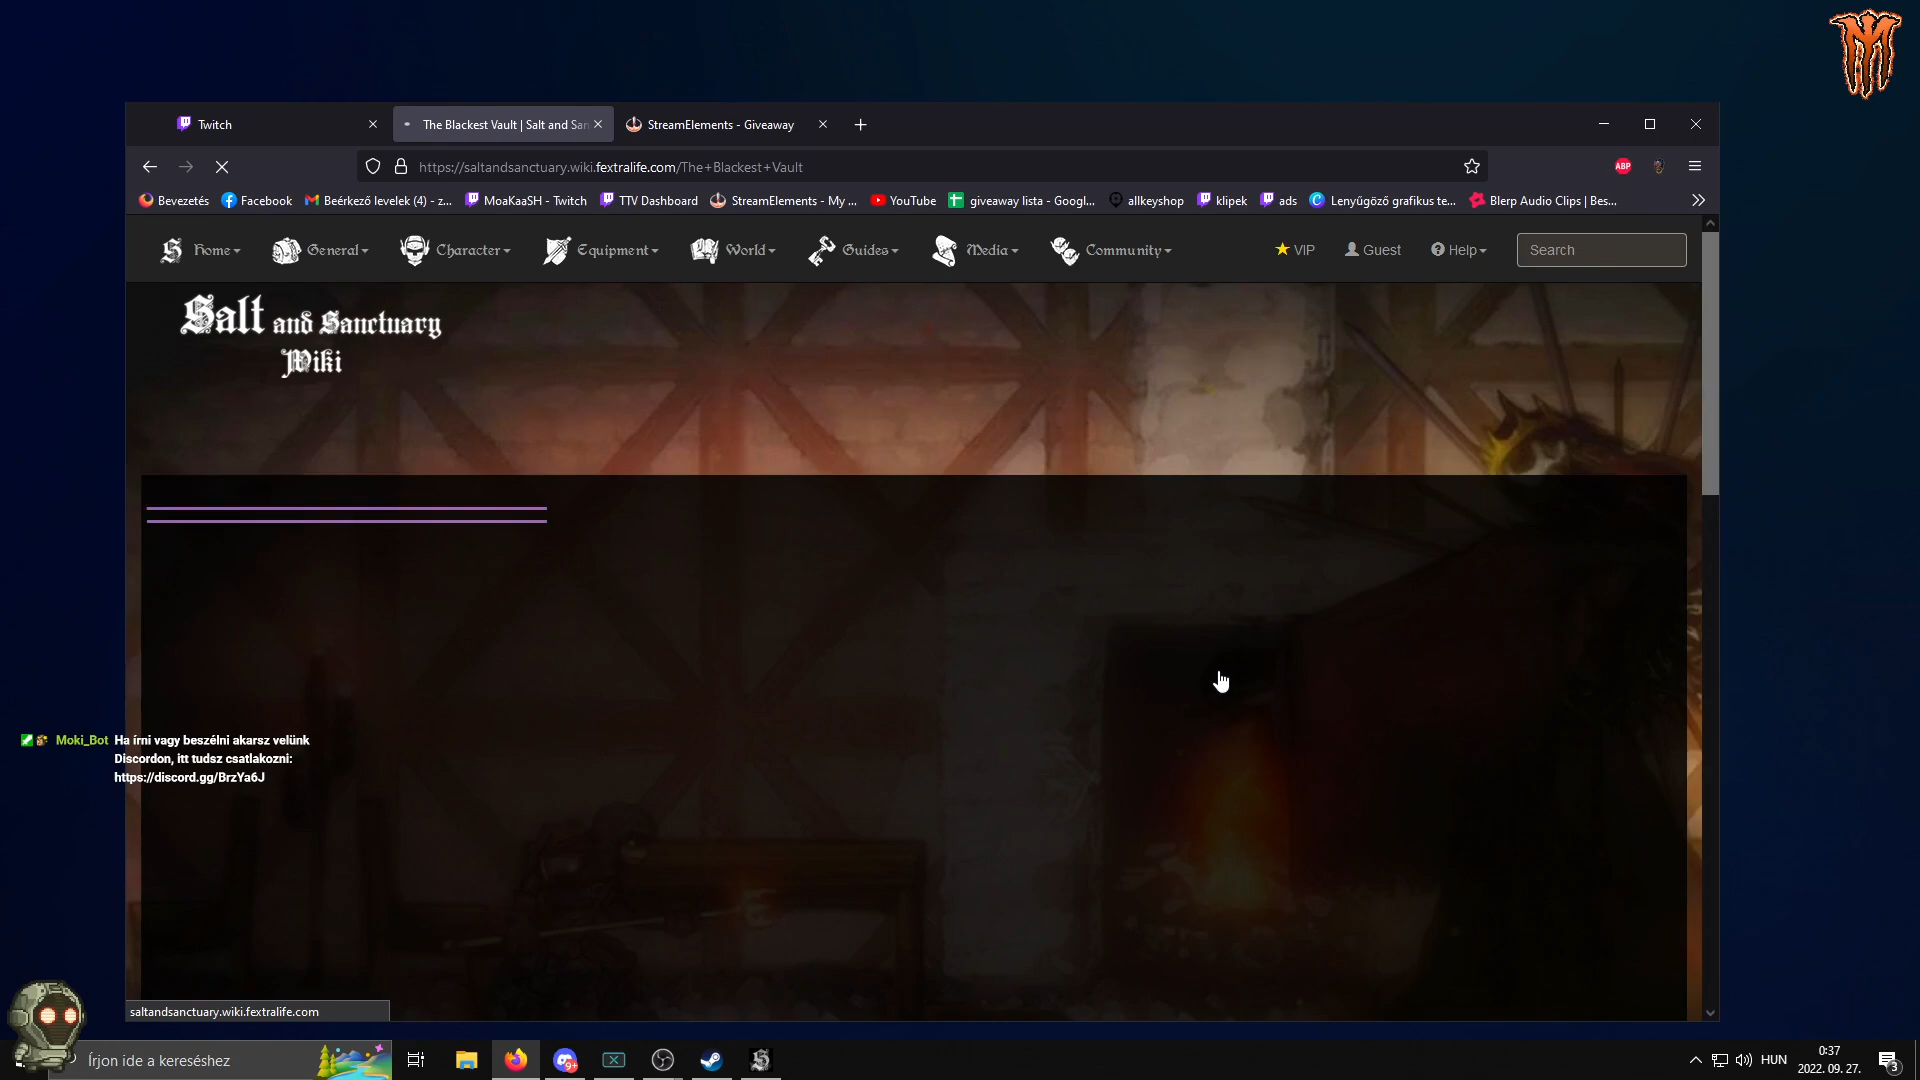 Twitch
The Blackest Vault | Salt and San
StreamElements - Giveaway
https://saltandsanctuary.wiki.fextralife.com/The+Blackest+Vault
ABP
Bevezetés
Facebook
Beérkező levelek (4) - z...
MoaKaaSH - Twitch
TTV Dashboard
StreamElements - My ...
YouTube
giveaway lista - Googl...
allkeyshop
klipek
ads
Lenyűgöző grafikus te...
Blerp Audio Clips | Bes...
Home
General
Character
Equipment
World
Guides
Media
Community
VIP
Guest
Help
Search
Salt and Sanctuary
Wiki
Moki_Bot Ha írni vagy beszélni akarsz velünk
Discordon, itt tudsz csatlakozni:
https://discord.gg/BrzYa6J
saltandsanctuary.wiki.fextralife.com
Írjon ide a kereséshez
9+
HUN
0:37
2022. 09. 27.
3